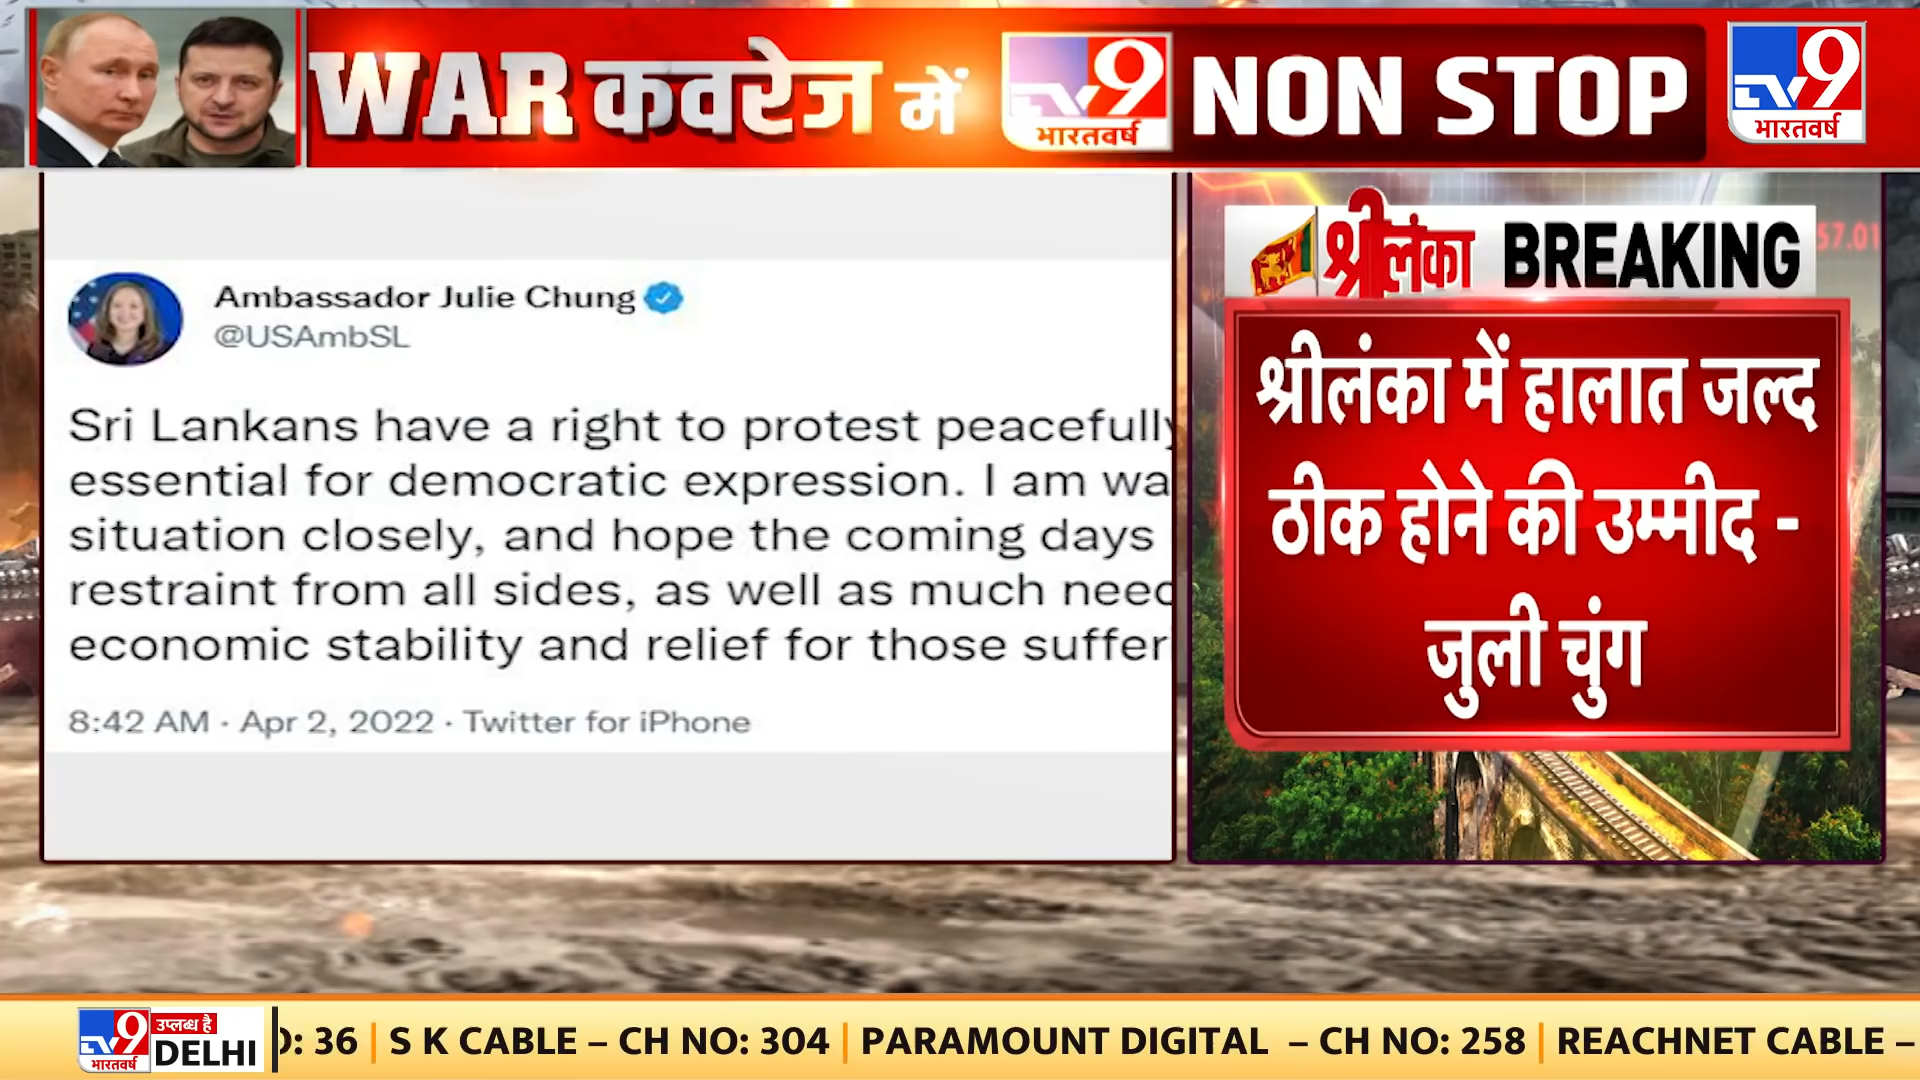 WAR कवरेज में TV9 भारतवर्ष NON STOP
TV9 भारतवर्ष
Ambassador Julie Chung
@USAmbSL
Sri Lankans have a right to protest peacefully
essential for democratic expression. I am wa
situation closely, and hope the coming days
restraint from all sides, as well as much need
economic stability and relief for those suffer
8:42 AM · Apr 2, 2022 · Twitter for iPhone
श्रीलंका BREAKING
57.01
श्रीलंका में हालात जल्द
ठीक होने की उम्मीद -
जुली चुंग
TV9 भारतवर्ष उपलब्ध है DELHI
: 36 | S K CABLE – CH NO: 304 | PARAMOUNT DIGITAL – CH NO: 258 | REACHNET CABLE –